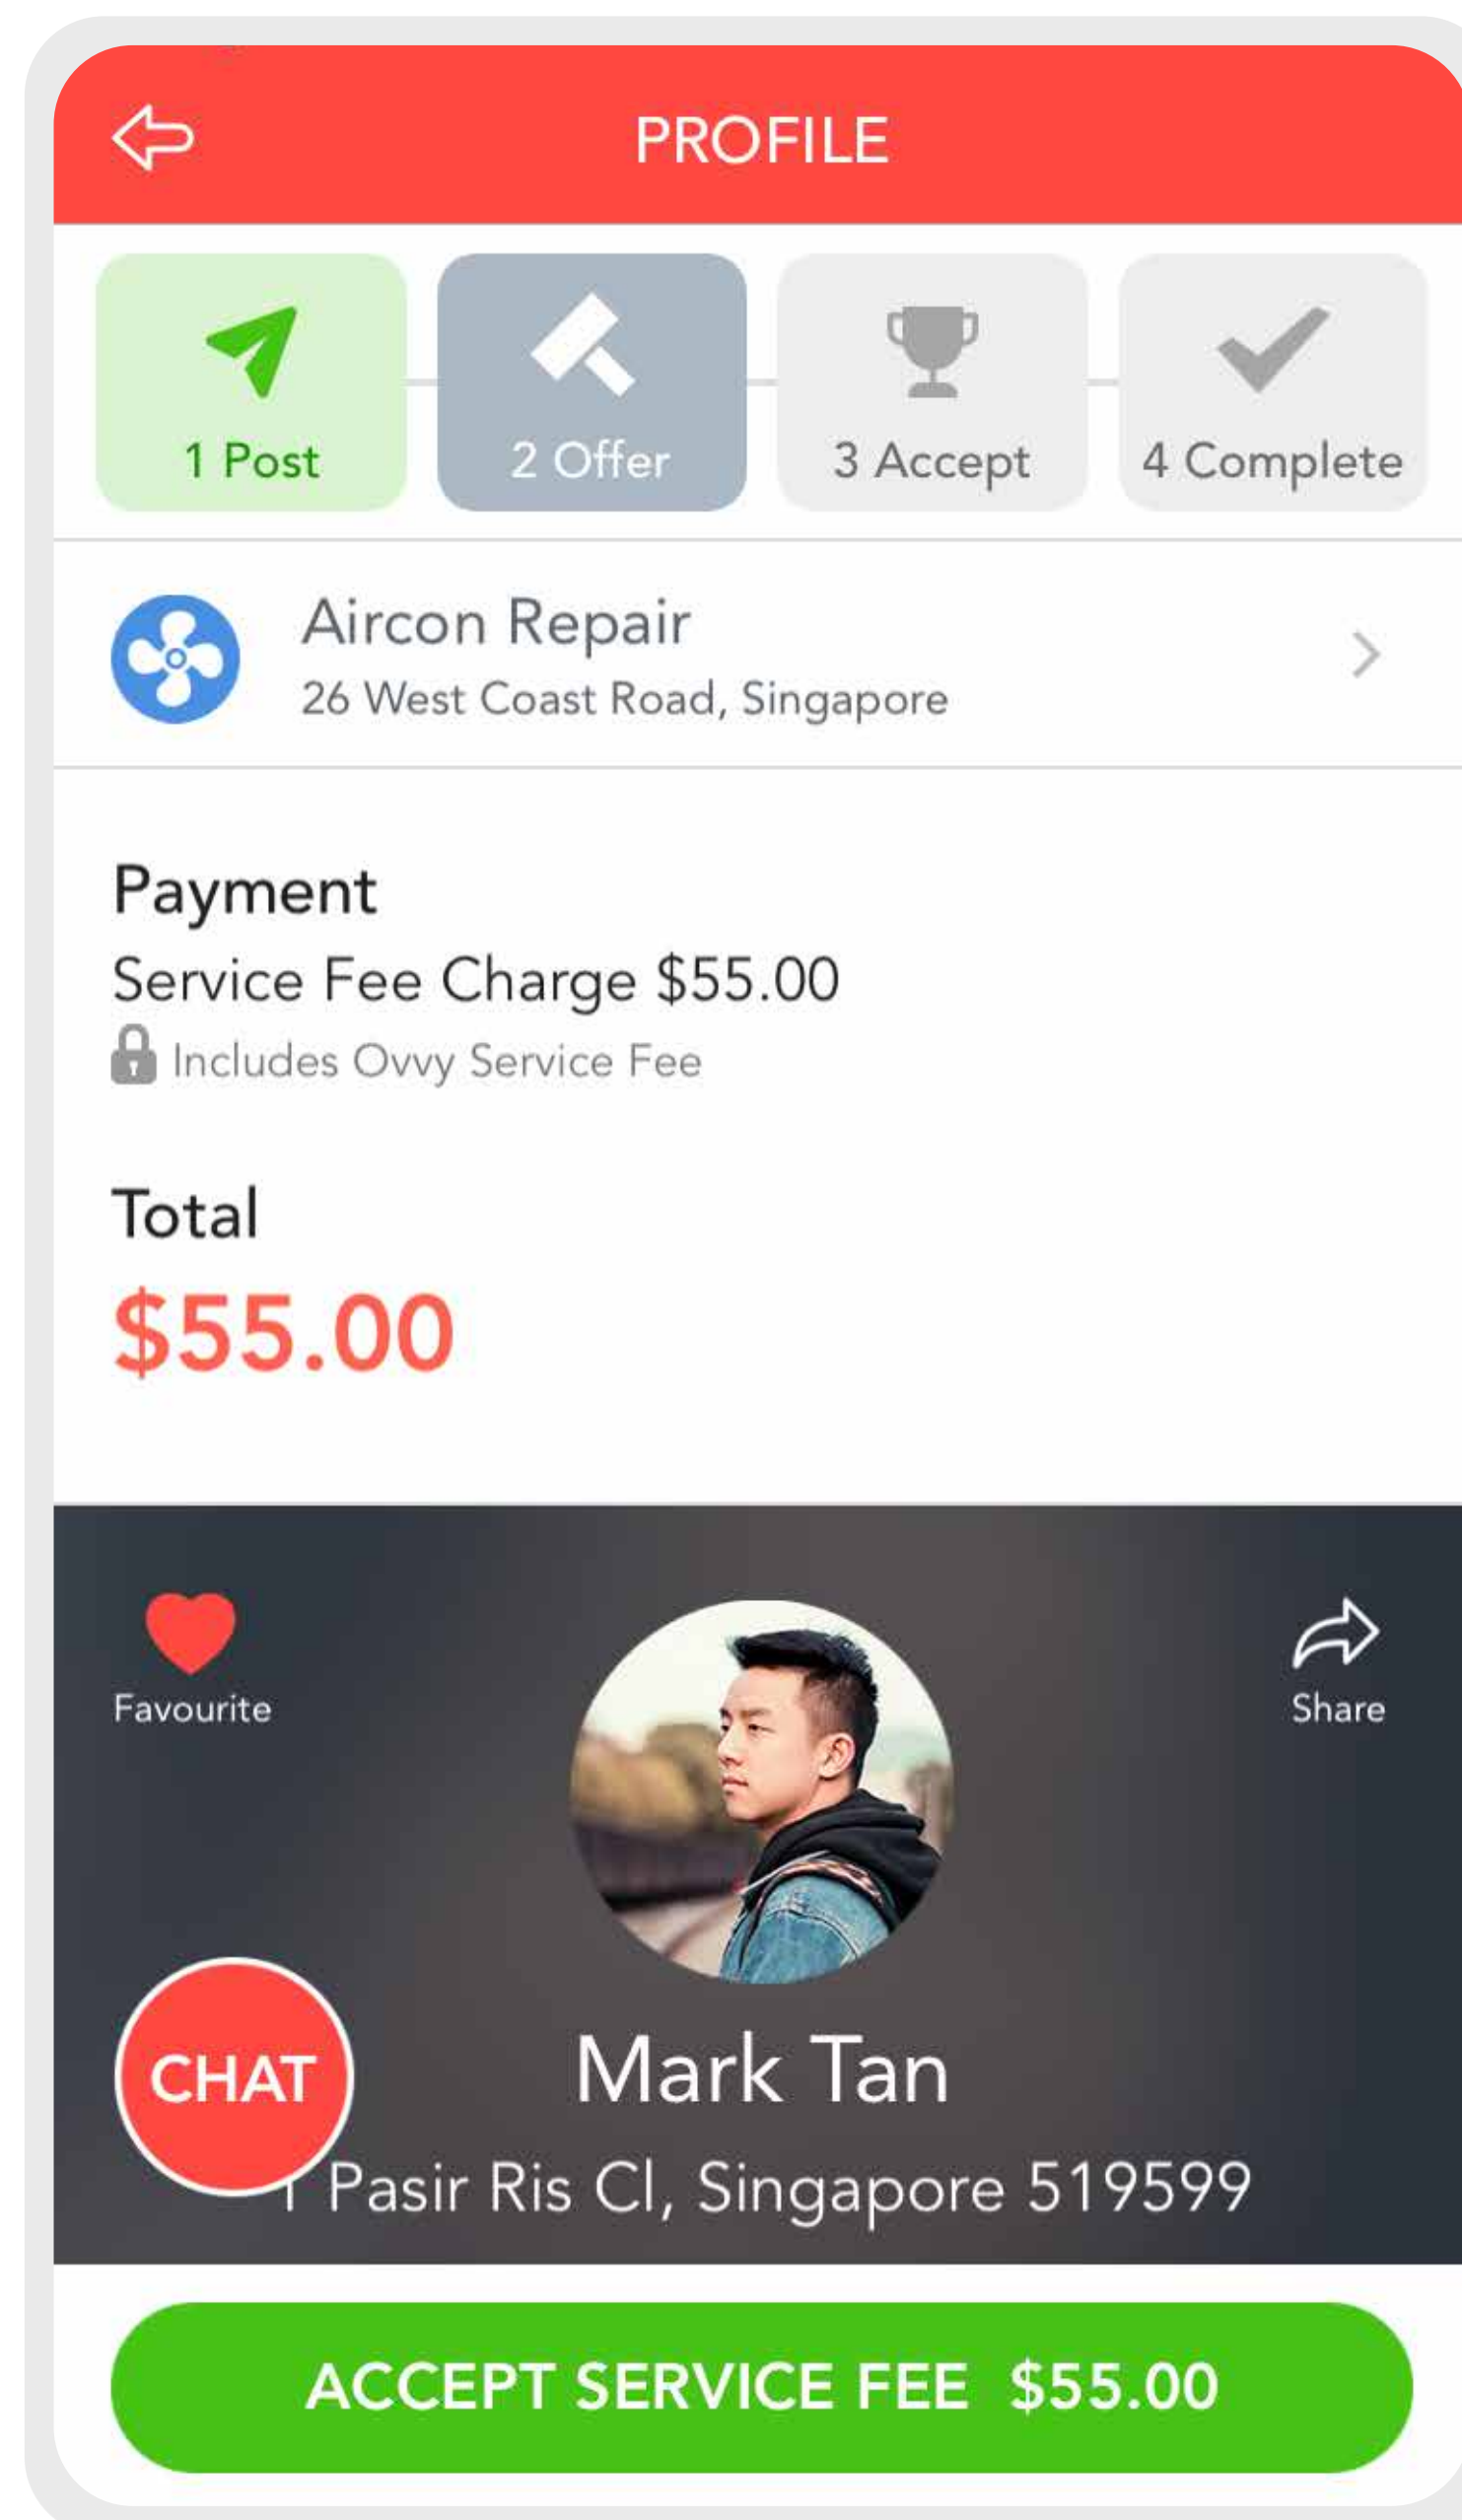 PROFILE
1 Post
2 Offer
3 Accept
4 Complete
Aircon Repair
26 West Coast Road, Singapore
Payment
Service Fee Charge $55.00
Includes Ovvy Service Fee
Total
$55.00
Favourite
Share
CHAT
Mark Tan
Pasir Ris Cl, Singapore 519599
ACCEPT SERVICE FEE $55.00